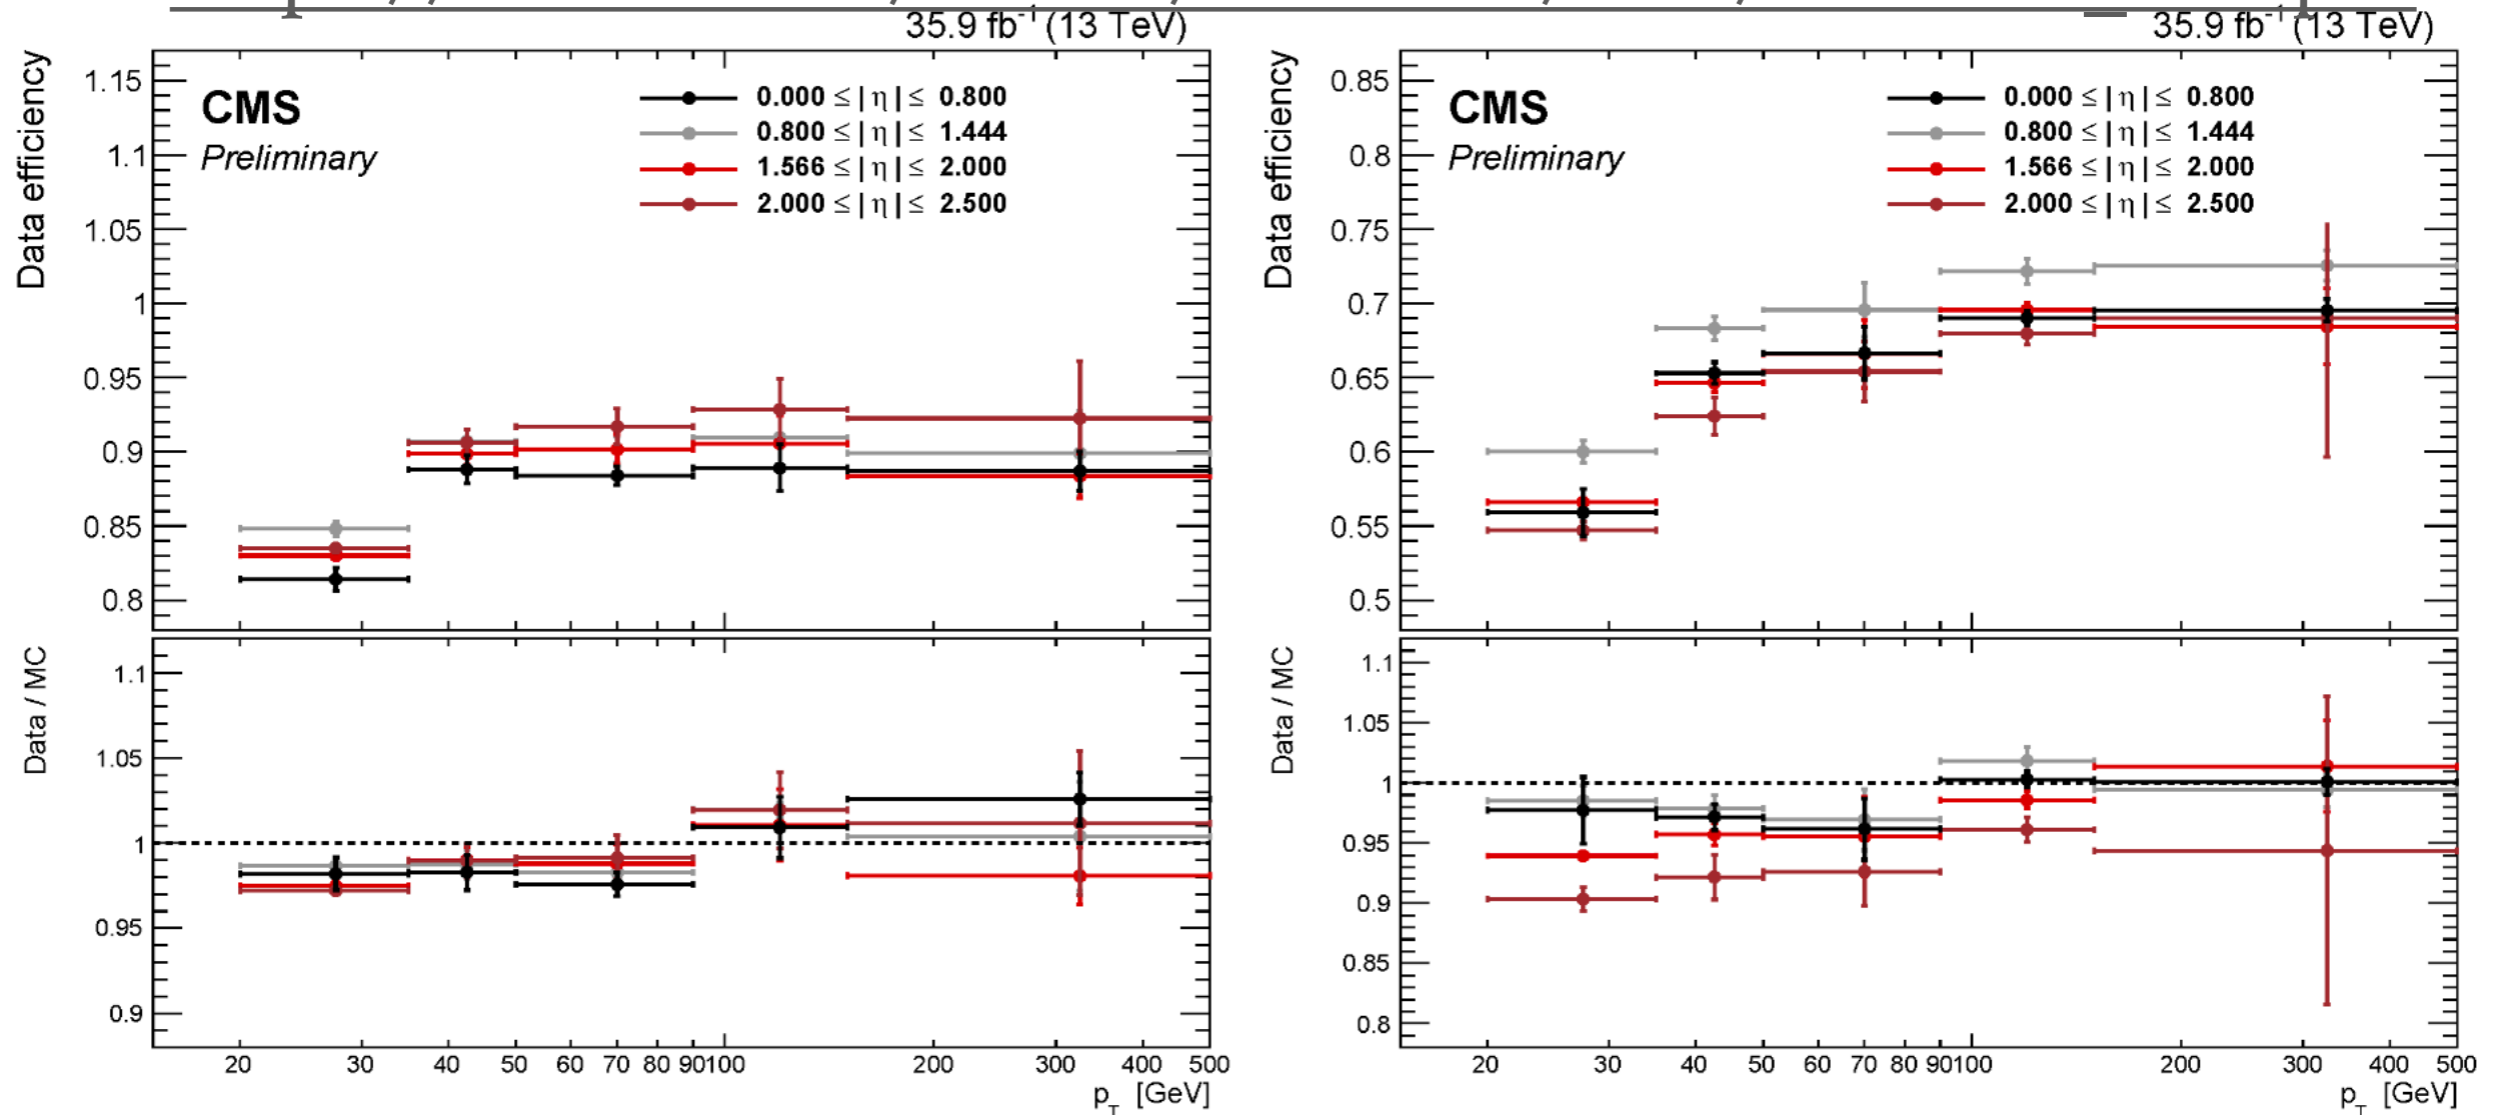 35.9 fb⁻¹ (13 TeV)
Data efficiency
1.15
1.1
1.05
1
0.95
0.9
0.85
0.8
CMS
Preliminary
0.000 ≤ | η | ≤ 0.800
0.800 ≤ | η | ≤ 1.444
1.566 ≤ | η | ≤ 2.000
2.000 ≤ | η | ≤ 2.500
Data / MC
1.1
1.05
1
0.95
0.9
20 30 40 50 60 70 80 90 100 200 300 400 500
p_T [GeV]
35.9 fb⁻¹ (13 TeV)
Data efficiency
0.85
0.8
0.75
0.7
0.65
0.6
0.55
0.5
CMS
Preliminary
0.000 ≤ | η | ≤ 0.800
0.800 ≤ | η | ≤ 1.444
1.566 ≤ | η | ≤ 2.000
2.000 ≤ | η | ≤ 2.500
Data / MC
1.1
1.05
1
0.95
0.9
0.85
0.8
20 30 40 50 60 70 80 90 100 200 300 400 500
p_T [GeV]